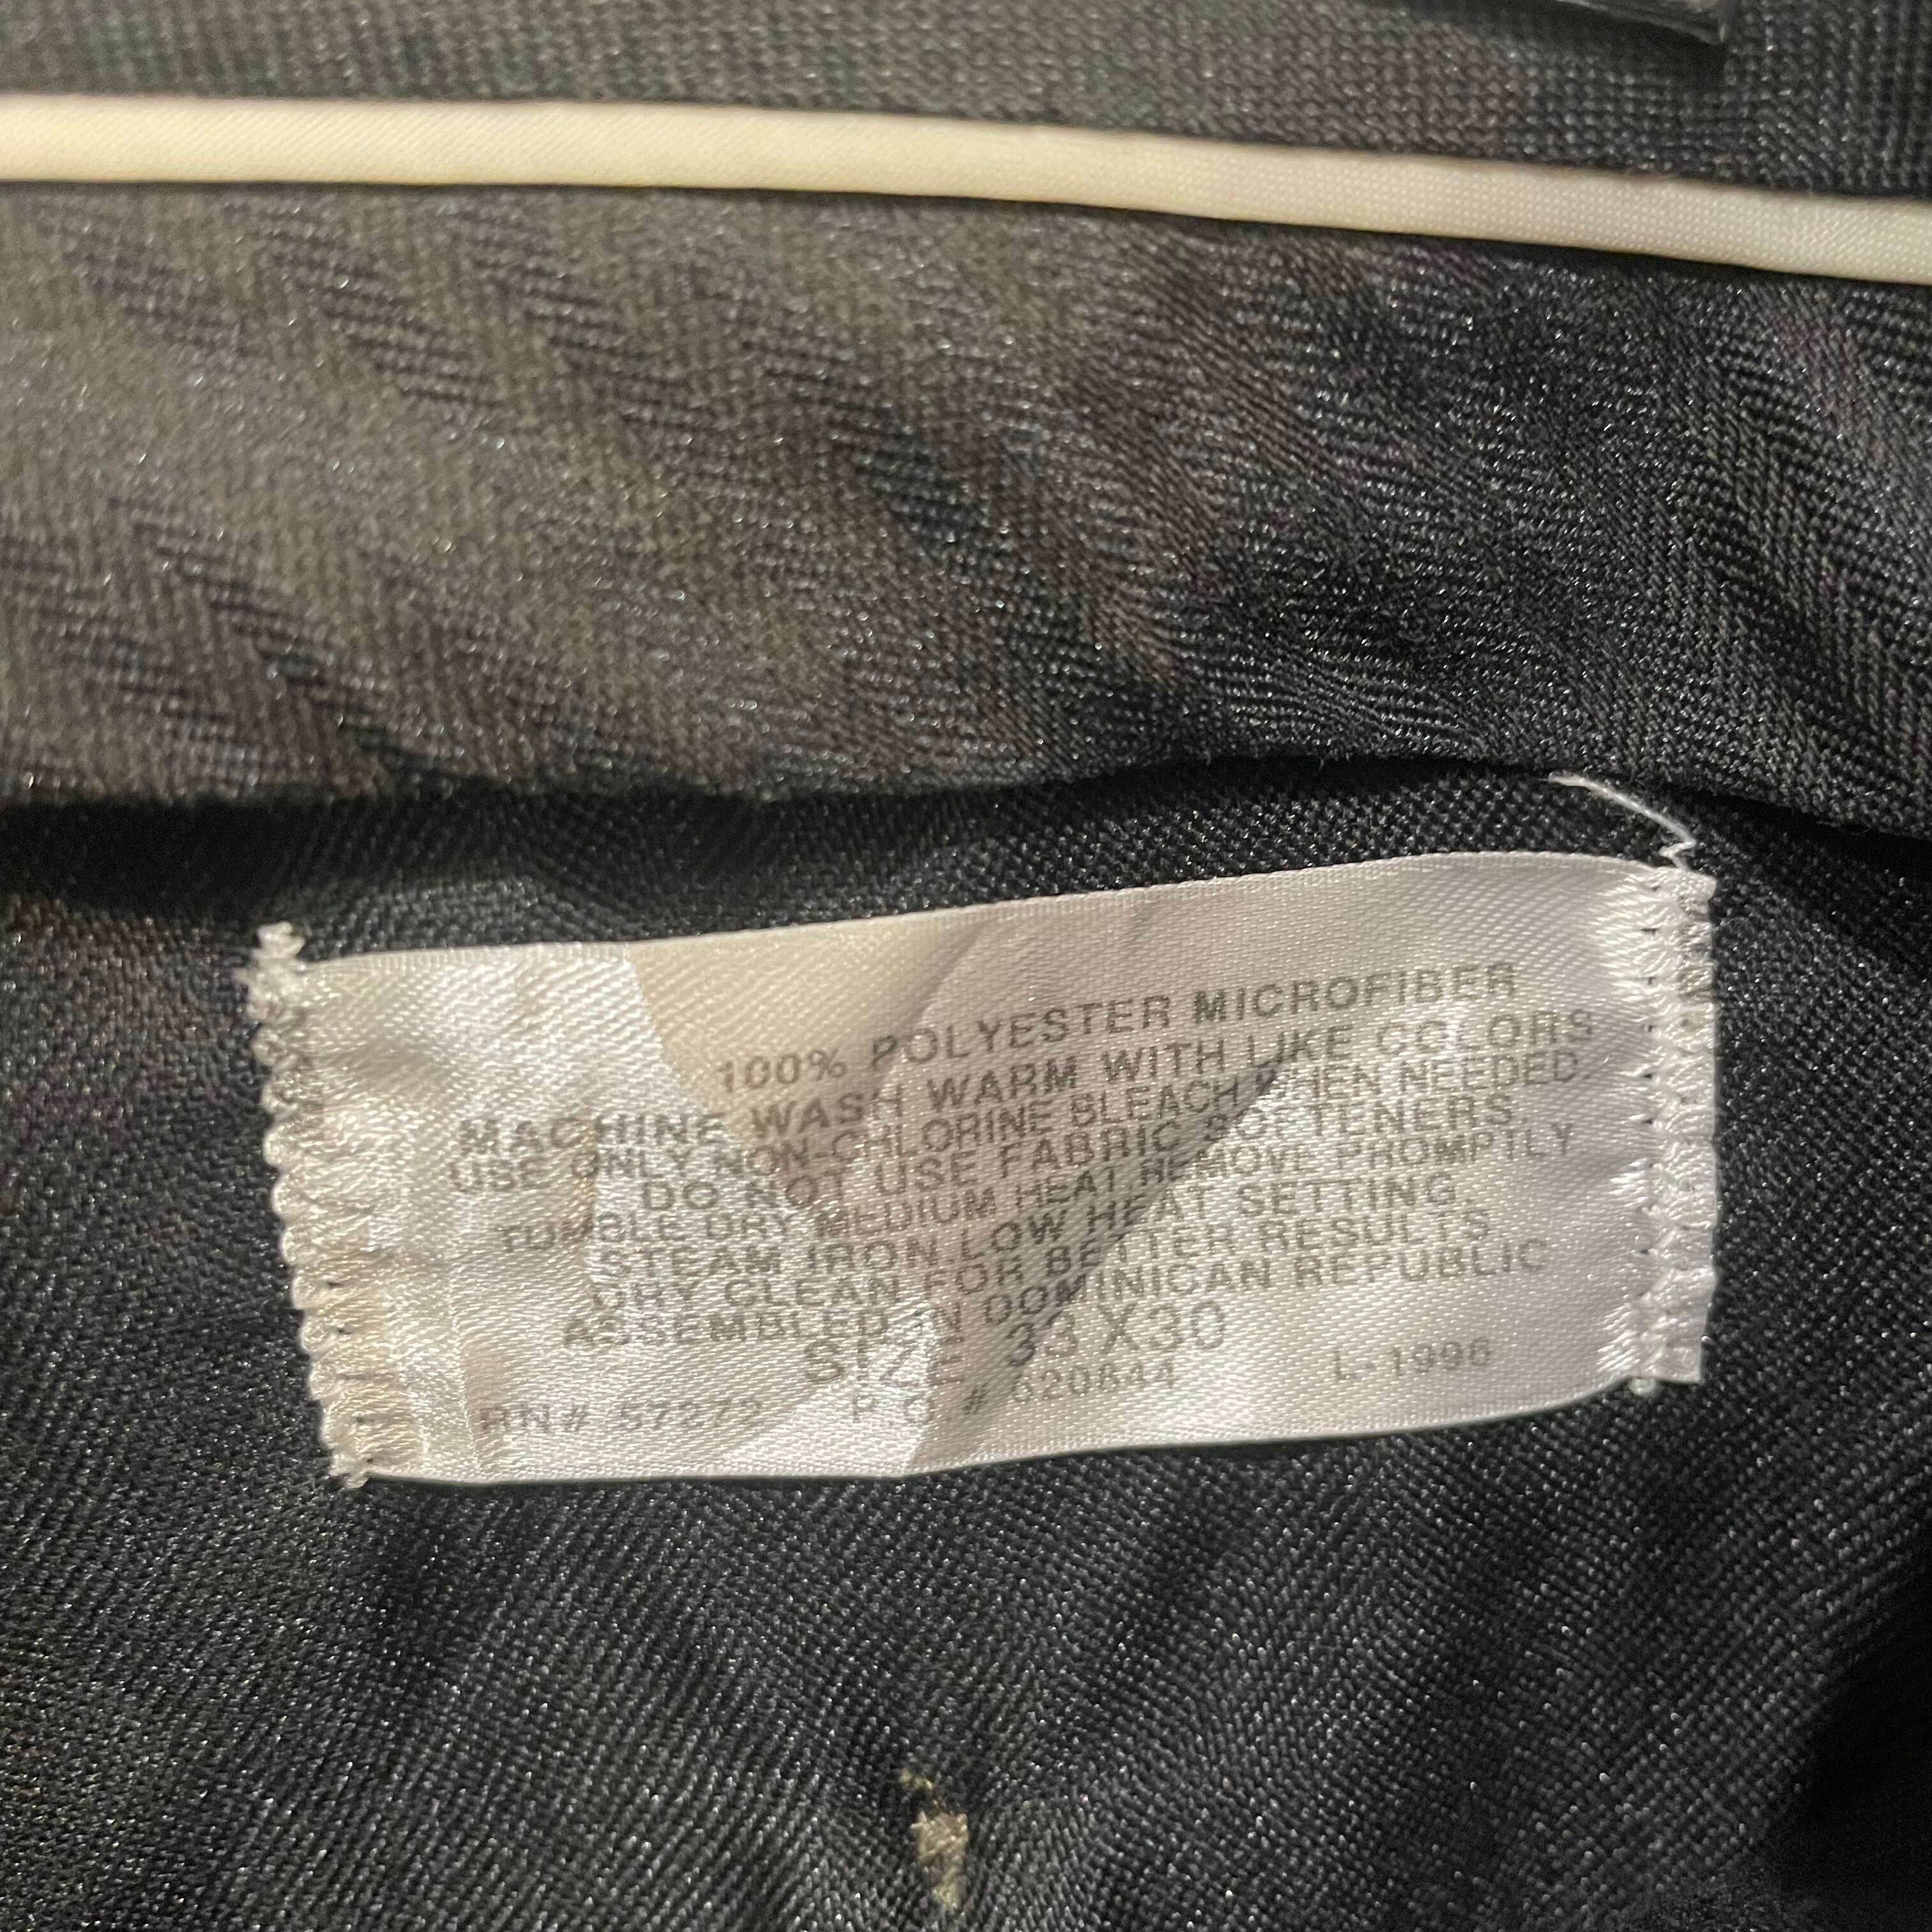 100% POLYESTER MICROFIBER
MACHINE WASH WARM WITH LIKE COLORS
USE ONLY NON-CHLORINE BLEACH WHEN NEEDED
DO NOT USE FABRIC SOFTENERS
TUMBLE DRY MEDIUM HEAT REMOVE PROMPTLY
STEAM IRON LOW HEAT SETTING
DRY CLEAN FOR BETTER RESULTS
ASSEMBLED IN DOMINICAN REPUBLIC
SIZE 33 X30
RN# 57272 P.O # L-1996